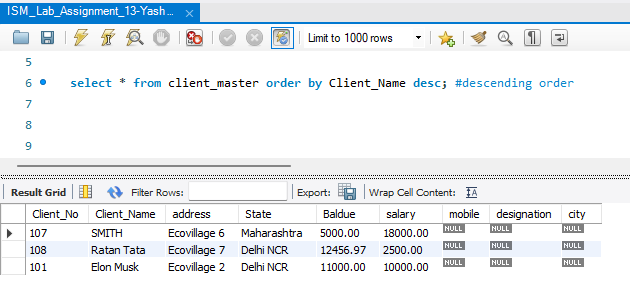 ISM_Lab_Assignment_13-Yash...
Limit to 1000 rows
5
6 select * from client_master order by Client_Name desc; #descending order
7
8
9
Result Grid Filter Rows: Export: Wrap Cell Content:
Client_No Client_Name address State Baldue salary mobile designation city
107 SMITH Ecovillage 6 Maharashtra 5000.00 18000.00 NULL NULL NULL
108 Ratan Tata Ecovillage 7 Delhi NCR 12456.97 2500.00 NULL NULL NULL
101 Elon Musk Ecovillage 2 Delhi NCR 11000.00 10000.00 NULL NULL NULL